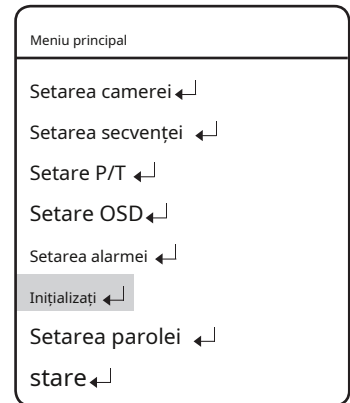 Meniu principal
Setarea camerei
Setarea secvenței
Setare P/T
Setare OSD
Setarea alarmei
Inițializați
Setarea parolei
stare